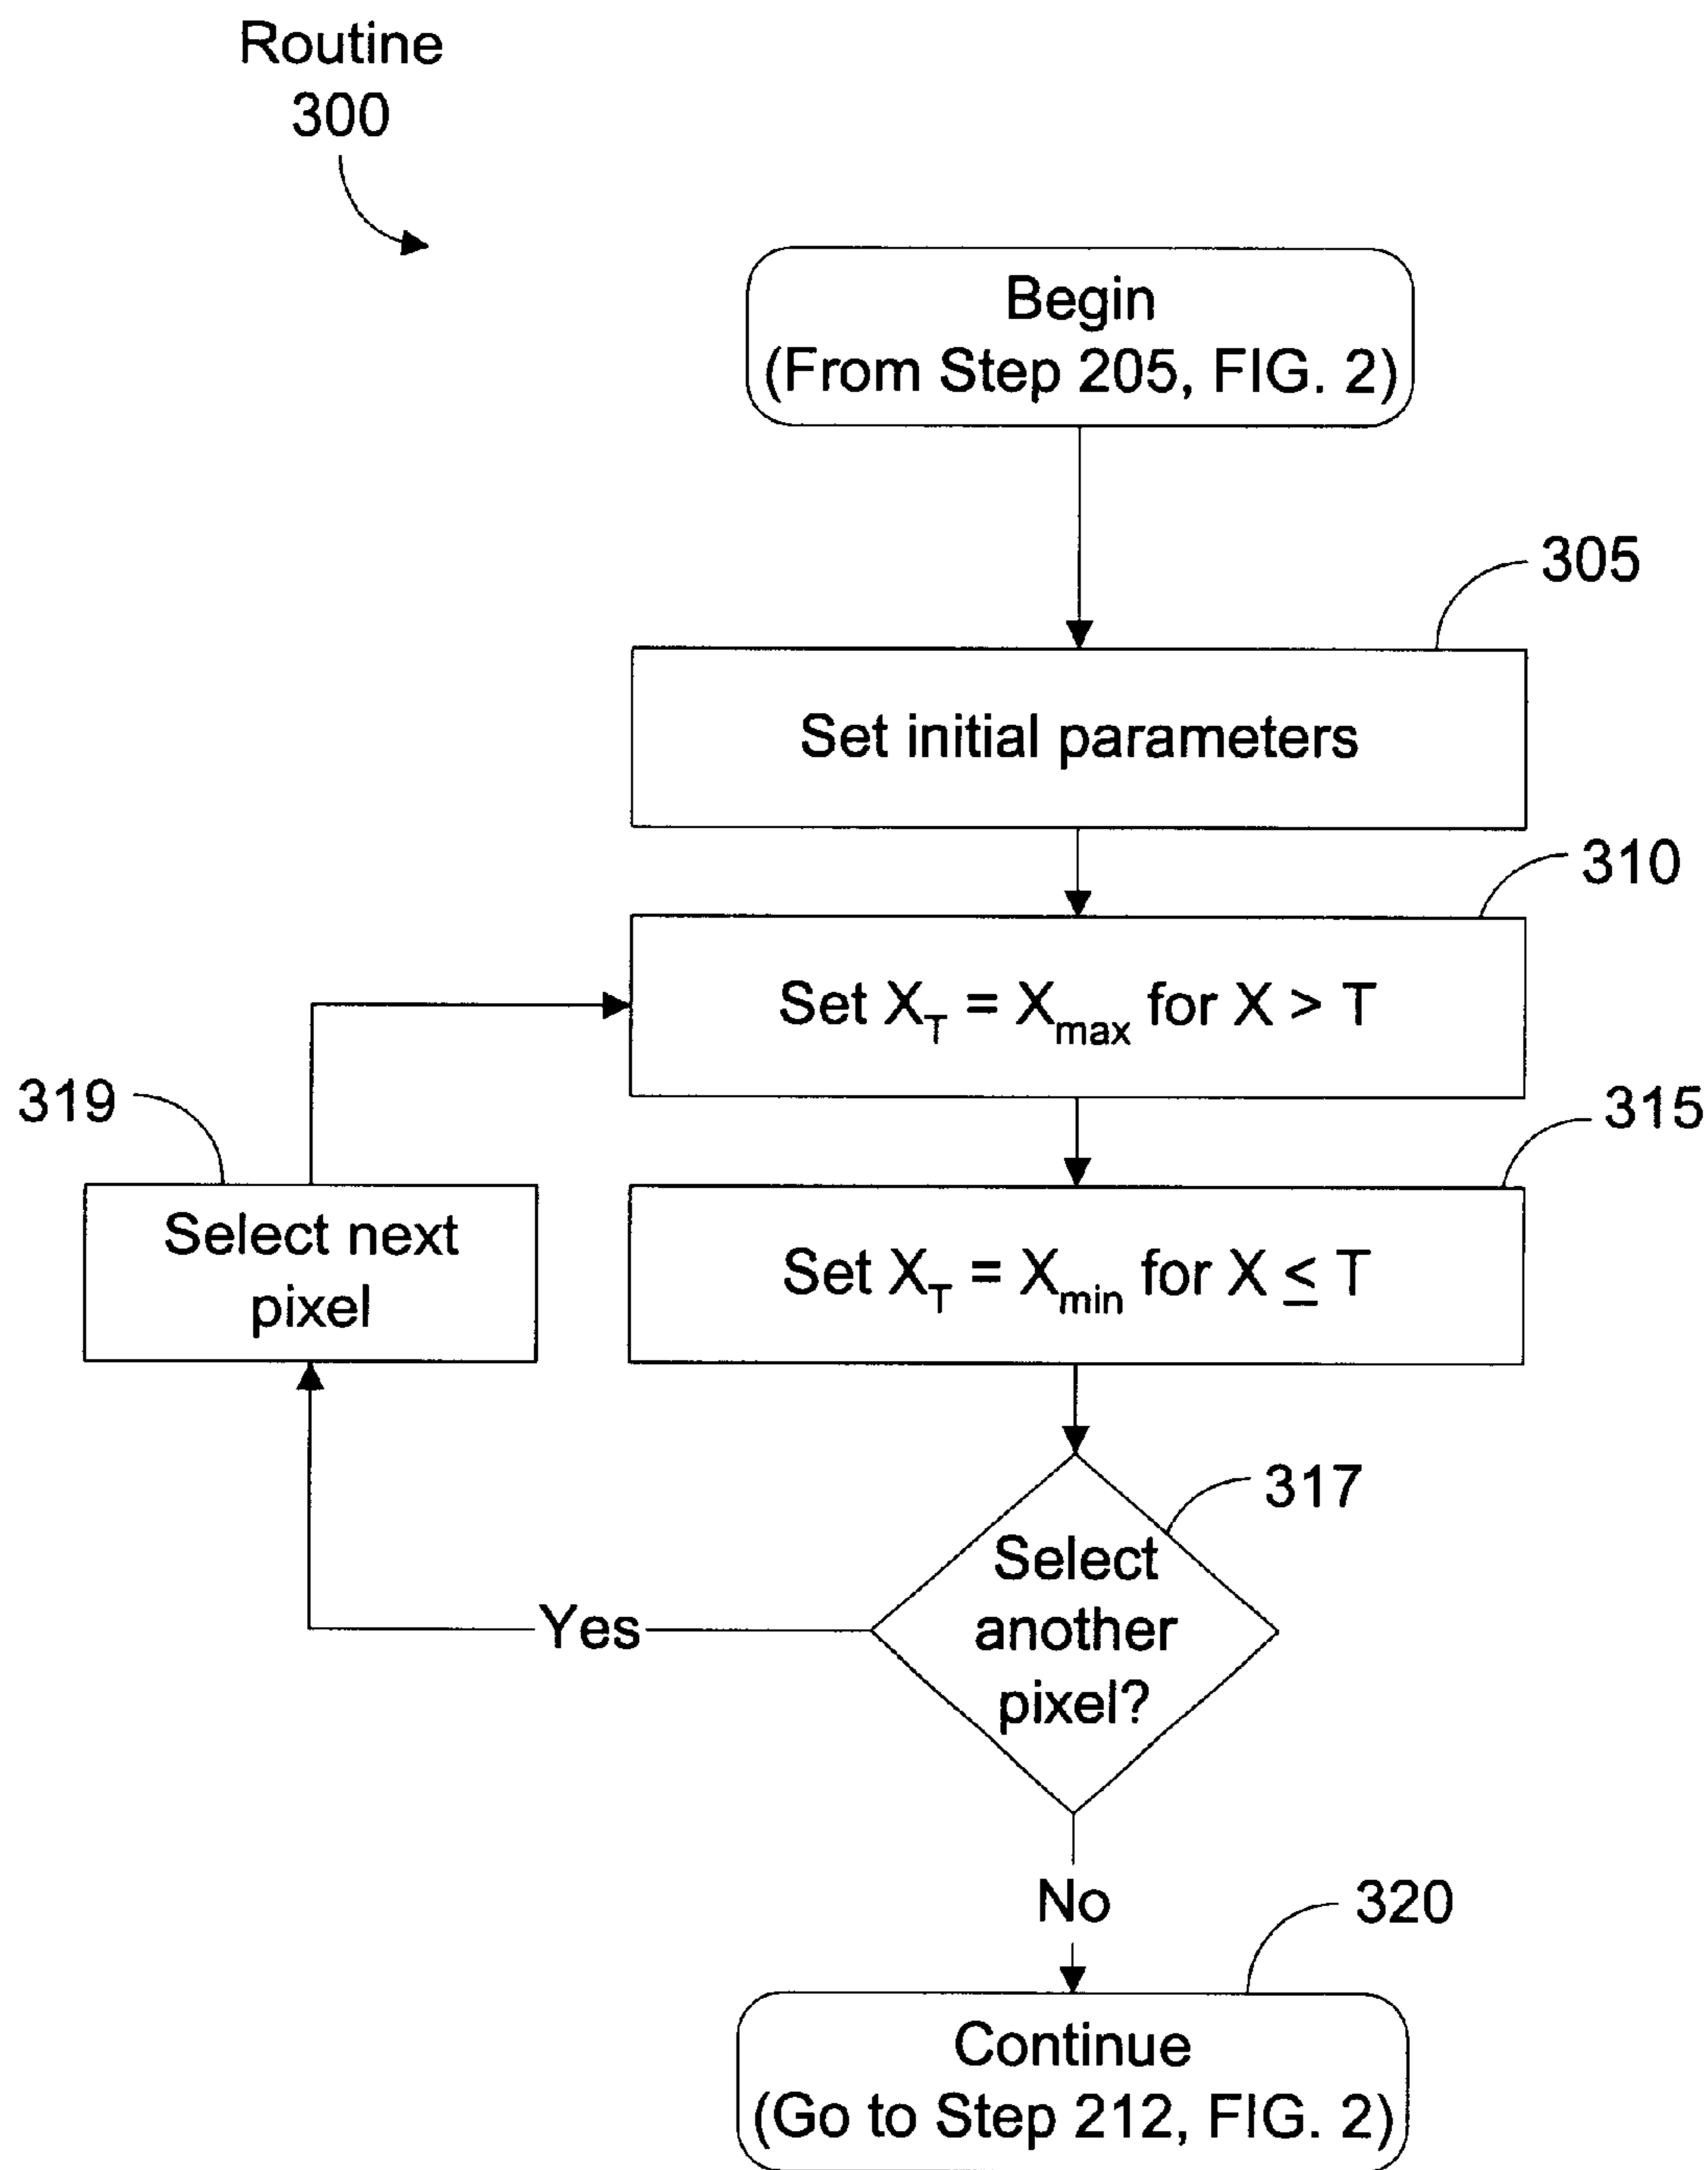 Routine
300
Begin
(From Step 205, FIG. 2)
305
Set initial parameters
310
Set X_T = X_max for X > T
319
315
Select next
pixel
Set X_T = X_min for X ≤ T
317
Select
another
pixel?
Yes
No
320
Continue
(Go to Step 212, FIG. 2)